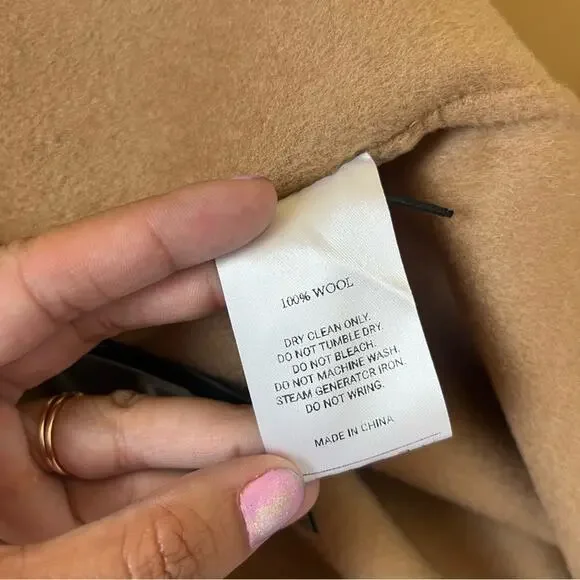 100% WOOL
DRY CLEAN ONLY.
DO NOT TUMBLE DRY.
DO NOT BLEACH.
DO NOT MACHINE WASH.
STEAM GENERATOR IRON.
DO NOT WRING.
MADE IN CHINA